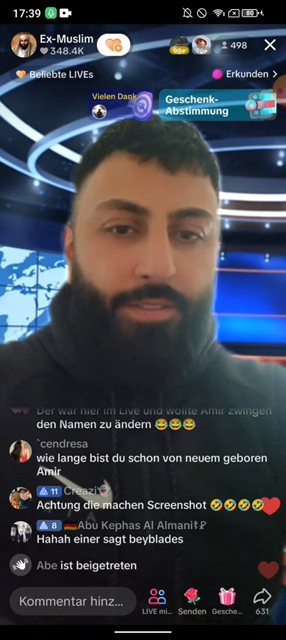 17:39
80
Ex-Muslim
348.4K
498
Beliebte LIVEs
Erkunden >
Vielen Dank
Geschenk-
Abstimmung
Der war hier im Live und wollte Amir zwingen
den Namen zu ändern 😂😂😂
`cendresa
wie lange bist du schon von neuem geboren
Amir
11 Creazi
Achtung die machen Screenshot 🤣🤣🤣🤣
8 🇩🇪Abu Kephas Al Almani
Hahah einer sagt beyblades
Abe ist beigetreten
Kommentar hinz...
LIVE mi...
Senden
Gesche...
631